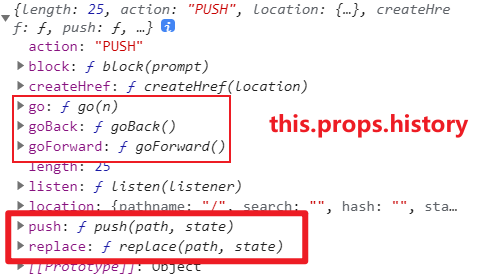 {length: 25, action: "PUSH", location: {…}, createHre
f: ƒ, push: ƒ, …} i
action: "PUSH"
block: ƒ block(prompt)
createHref: ƒ createHref(location)
go: ƒ go(n)
goBack: ƒ goBack()
this.props.history
goForward: ƒ goForward()
length: 25
listen: ƒ listen(listener)
location: {pathname: "/", search: "", hash: "", sta…
push: ƒ push(path, state)
replace: ƒ replace(path, state)
[[Prototype]]: Object